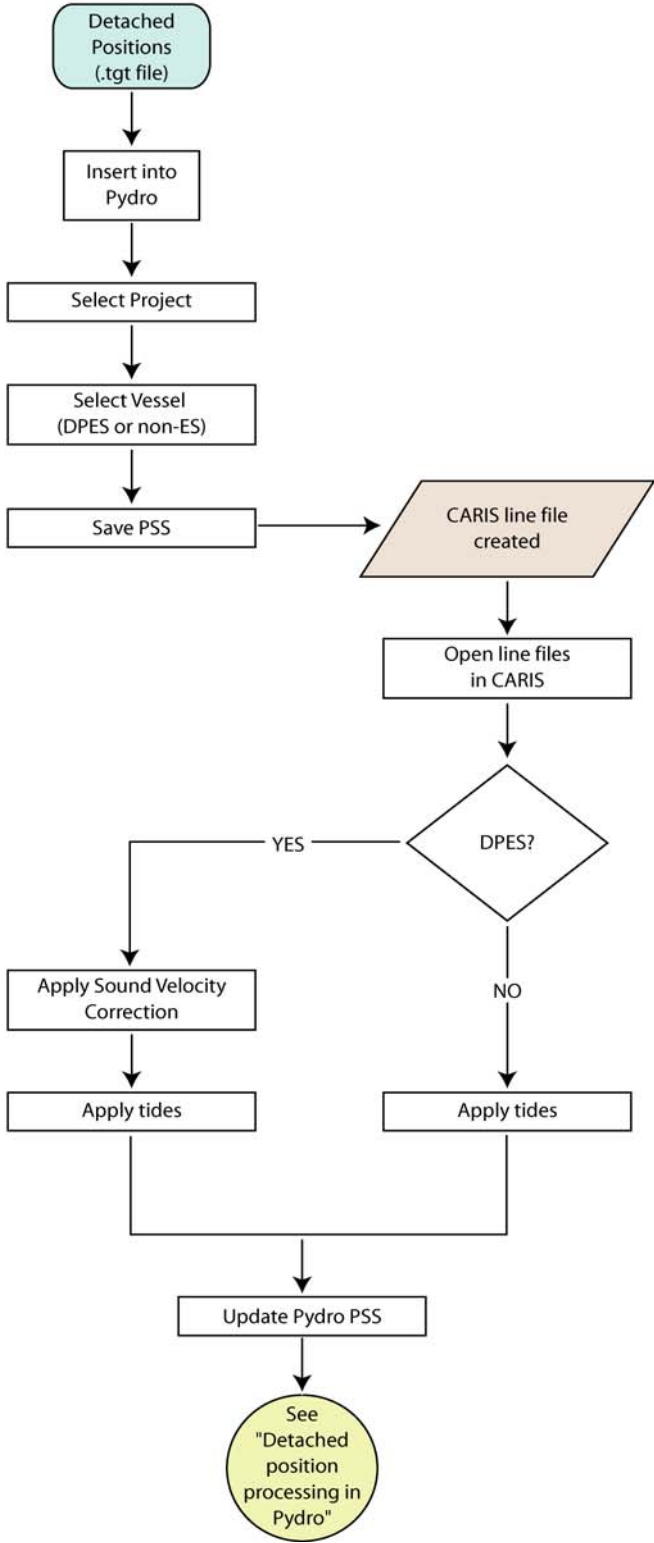 Detached
Positions
(.tgt file)
Insert into
Pydro
Select Project
Select Vessel
(DPES or non-ES)
Save PSS
CARIS line file
created
Open line files
in CARIS
DPES?
YES
NO
Apply Sound Velocity
Correction
Apply tides
Apply tides
Update Pydro PSS
See
"Detached
position
processing in
Pydro"